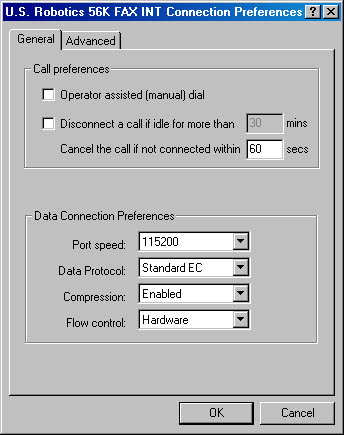 U.S. Robotics 56K FAX INT Connection Preferences ? X
General Advanced
Call preferences
Operator assisted (manual) dial
Disconnect a call if idle for more than 30 mins
Cancel the call if not connected within 60 secs
Data Connection Preferences
Port speed: 115200
Data Protocol: Standard EC
Compression: Enabled
Flow control: Hardware
OK Cancel